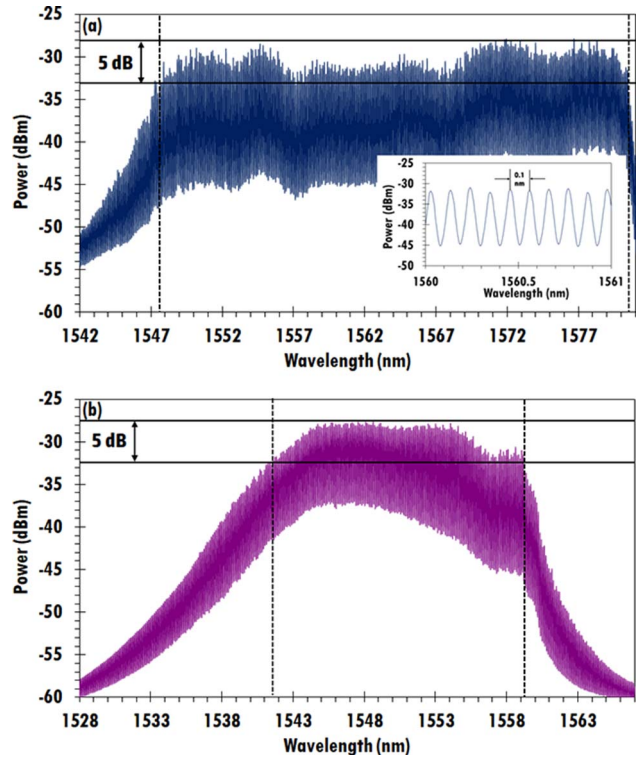 (a)
-25
-30
-35
-40
-45
-50
-55
-60
5 dB
Power (dBm)
1542 1547 1552 1557 1562 1567 1572 1577
Wavelength (nm)
-25
-30
-35
-40
-45
-50
Power (dBm)
0.1
nm
1560 1560.5 1561
Wavelength (nm)
(b)
-25
-30
-35
-40
-45
-50
-55
-60
5 dB
Power (dBm)
1528 1533 1538 1543 1548 1553 1558 1563
Wavelength (nm)